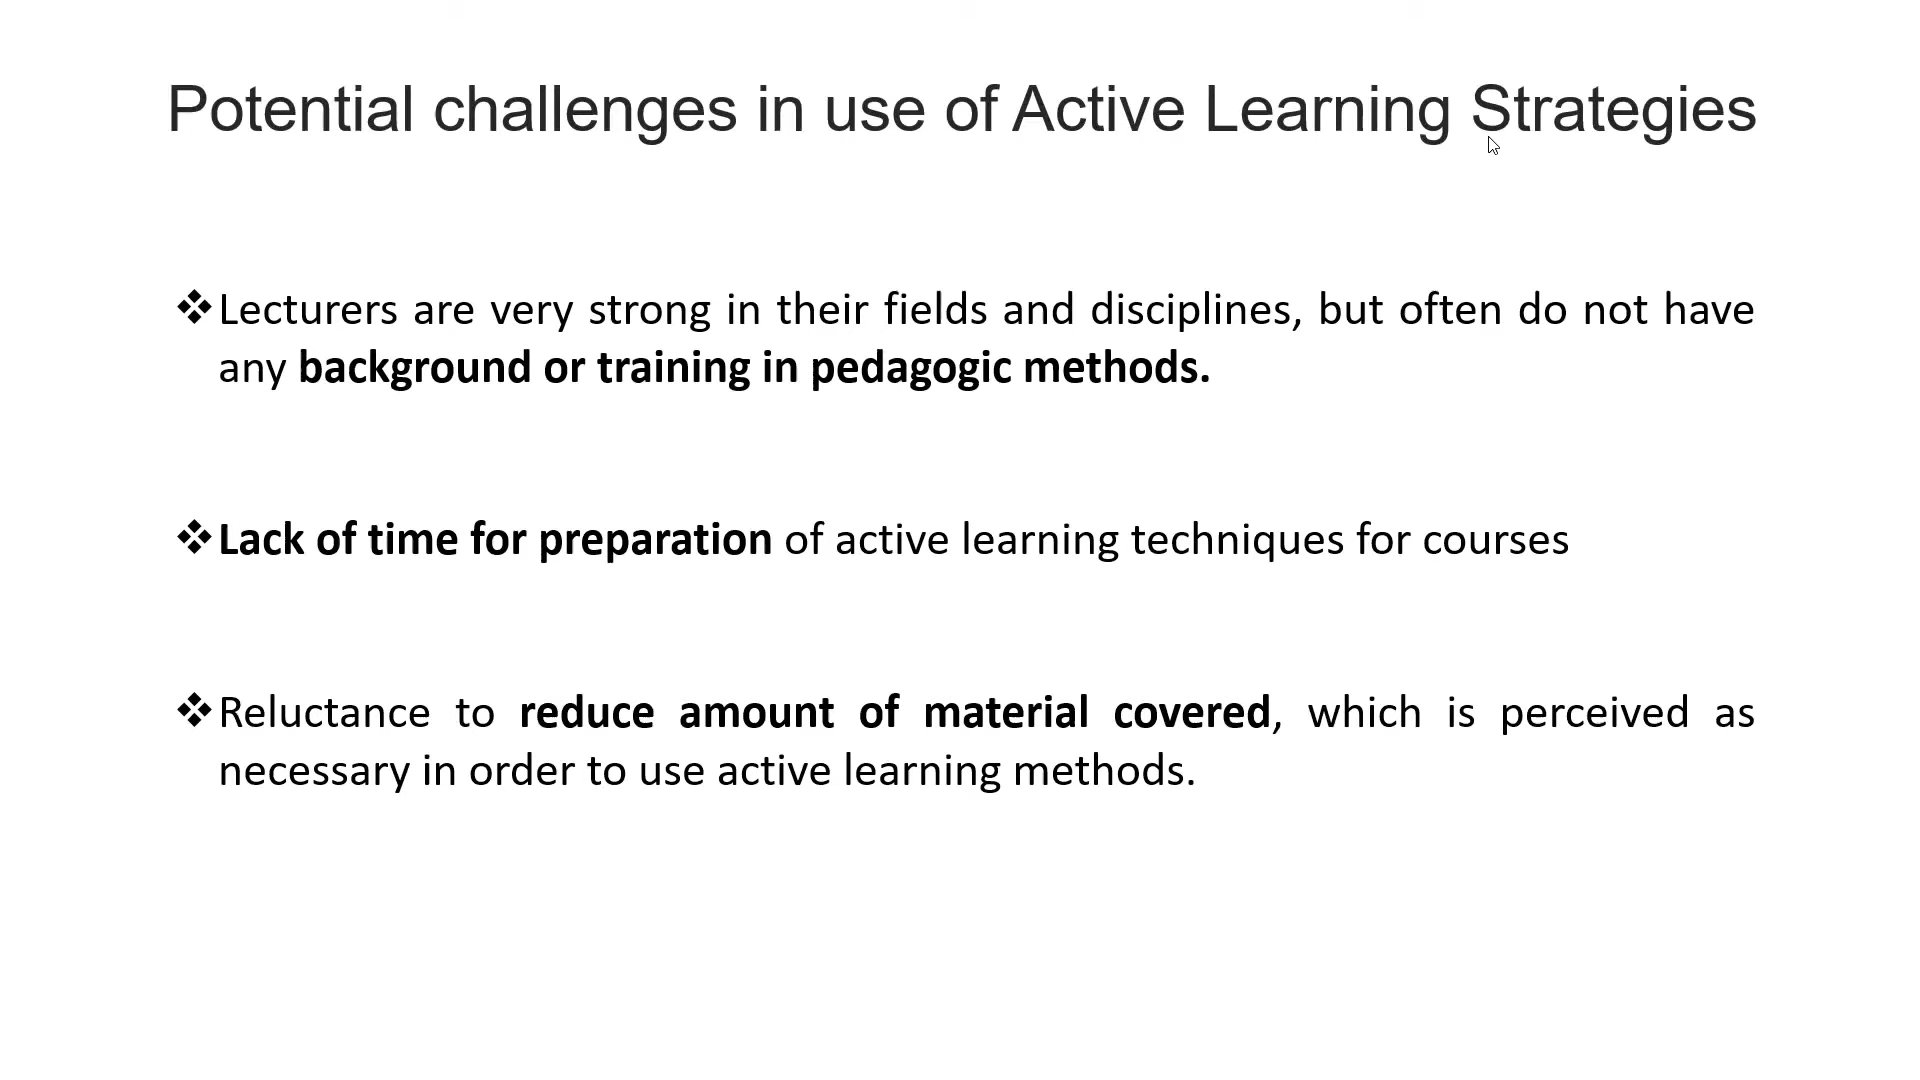 Potential challenges in use of Active Learning Strategies
❖Lecturers are very strong in their fields and disciplines, but often do not have
any background or training in pedagogic methods.
❖Lack of time for preparation of active learning techniques for courses
❖Reluctance to reduce amount of material covered, which is perceived as
necessary in order to use active learning methods.